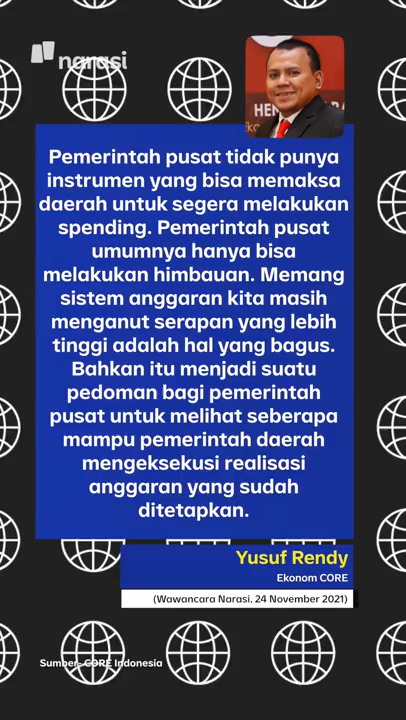 narasi
Pemerintah pusat tidak punya
instrumen yang bisa memaksa
daerah untuk segera melakukan
spending. Pemerintah pusat
umumnya hanya bisa
melakukan himbauan. Memang
sistem anggaran kita masih
menganut serapan yang lebih
tinggi adalah hal yang bagus.
Bahkan itu menjadi suatu
pedoman bagi pemerintah
pusat untuk melihat seberapa
mampu pemerintah daerah
mengeksekusi realisasi
anggaran yang sudah
ditetapkan.
Yusuf Rendy
Ekonom CORE
(Wawancara Narasi, 24 November 2021)
Sumber: CORE Indonesia